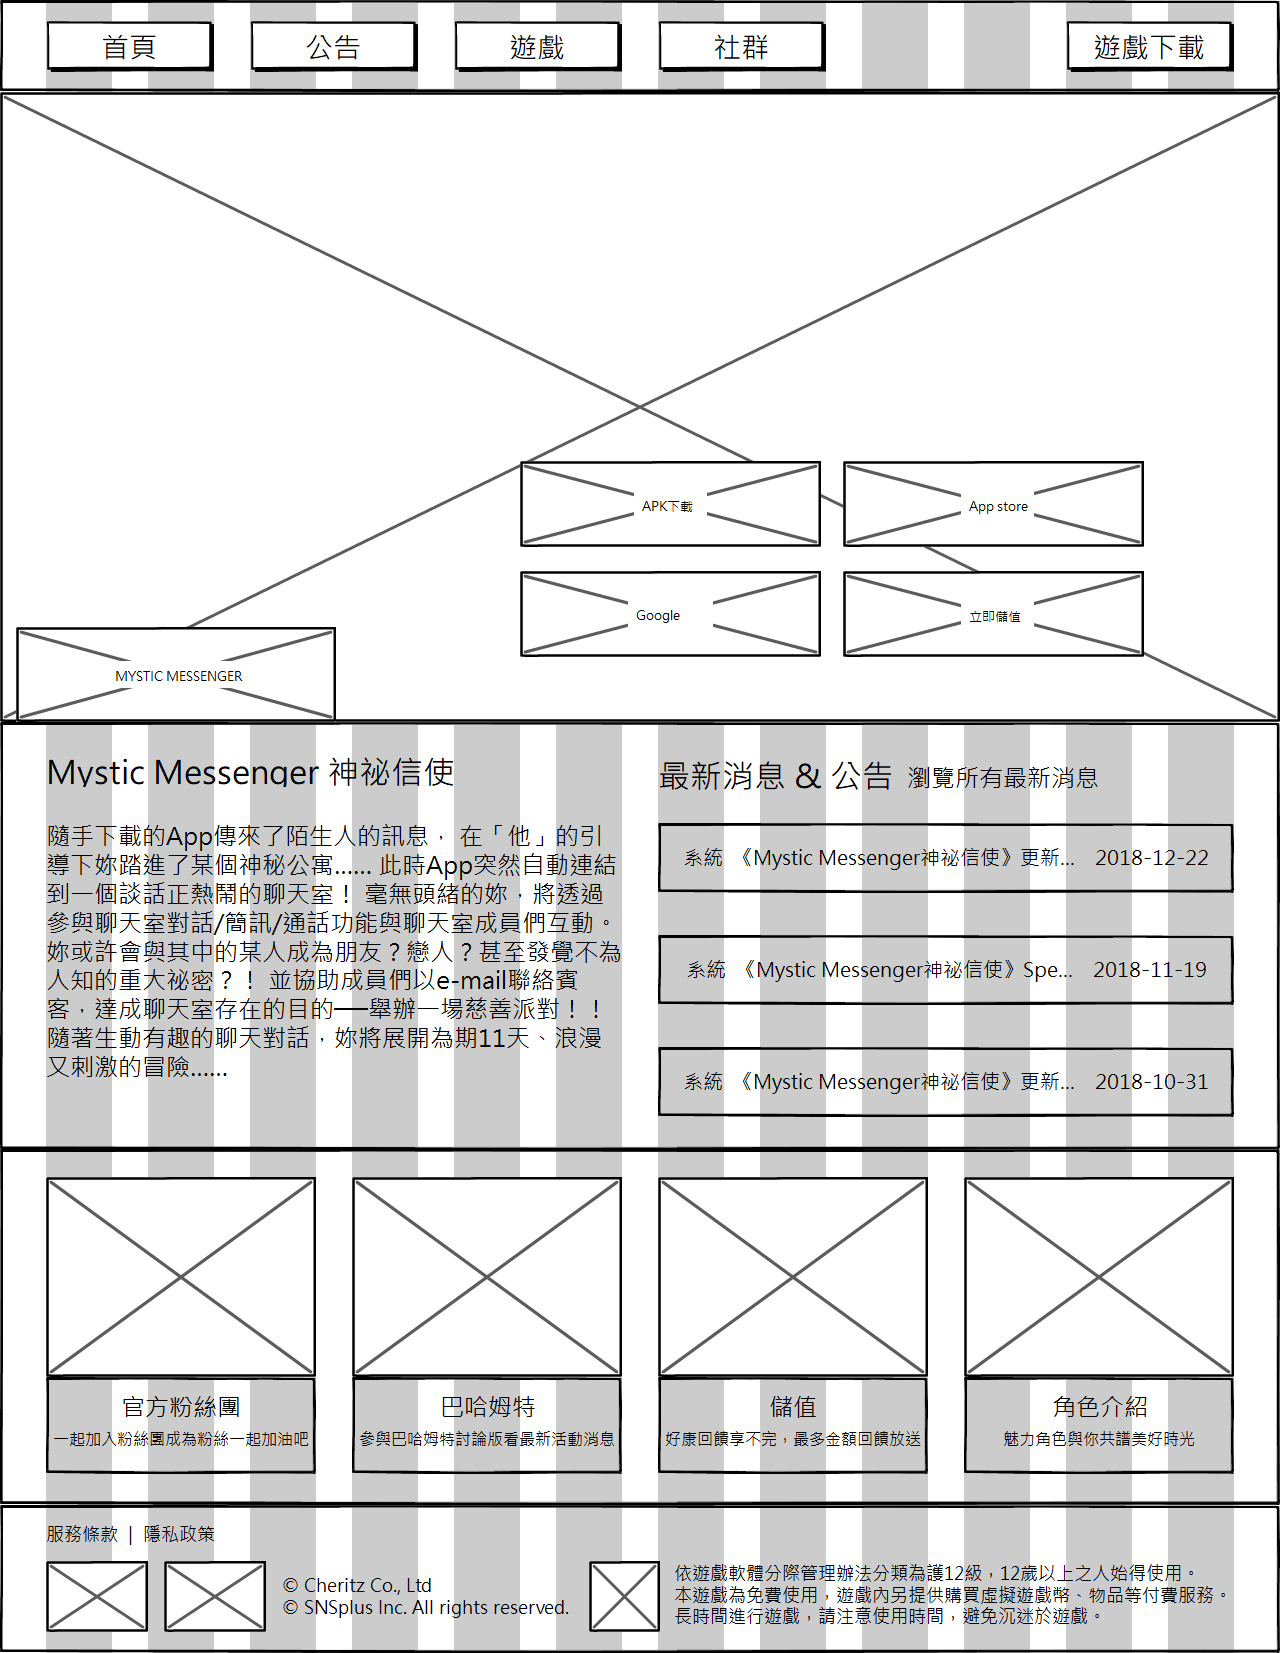 首頁
公告
遊戲
社群
遊戲下載
APK下載
App store
Google
立即儲值
MYSTIC MESSENGER
Mystic Messenger 神祕信使
隨手下載的App傳來了陌生人的訊息， 在「他」的引
導下妳踏進了某個神秘公寓...... 此時App突然自動連結
到一個談話正熱鬧的聊天室！ 毫無頭緒的妳，將透過
參與聊天室對話/簡訊/通話功能與聊天室成員們互動。
妳或許會與其中的某人成為朋友？戀人？甚至發覺不為
人知的重大祕密？！ 並協助成員們以e-mail聯絡賓
客，達成聊天室存在的目的──舉辦一場慈善派對！！
隨著生動有趣的聊天對話，妳將展開為期11天、浪漫
又刺激的冒險......
最新消息 & 公告 瀏覽所有最新消息
系統 《Mystic Messenger神祕信使》更新... 2018-12-22
系統 《Mystic Messenger神祕信使》Spe... 2018-11-19
系統 《Mystic Messenger神祕信使》更新... 2018-10-31
官方粉絲團
一起加入粉絲團成為粉絲一起加油吧
巴哈姆特
參與巴哈姆特討論版看最新活動消息
儲值
好康回饋享不完，最多金額回饋放送
角色介紹
魅力角色與你共譜美好時光
服務條款 | 隱私政策
© Cheritz Co., Ltd
© SNSplus Inc. All rights reserved.
依遊戲軟體分際管理辦法分類為護12級，12歲以上之人始得使用。
本遊戲為免費使用，遊戲內另提供購買虛擬遊戲幣、物品等付費服務。
長時間進行遊戲，請注意使用時間，避免沉迷於遊戲。